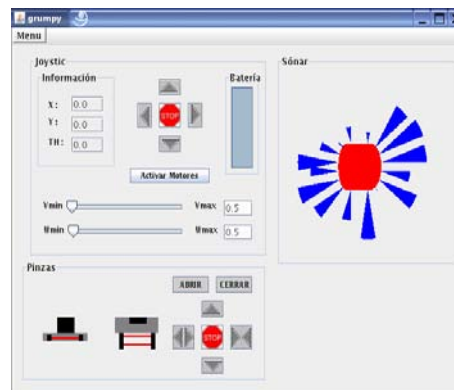 grumpy
Menu
Joystic
Información
X: 0.0
Y: 0.0
TH: 0.0
STOP
Batería
Activar Motores
Vmin Vmax 0.5
Wmin Wmax 0.5
Sónar
Pinzas
ABRIR CERRAR
STOP